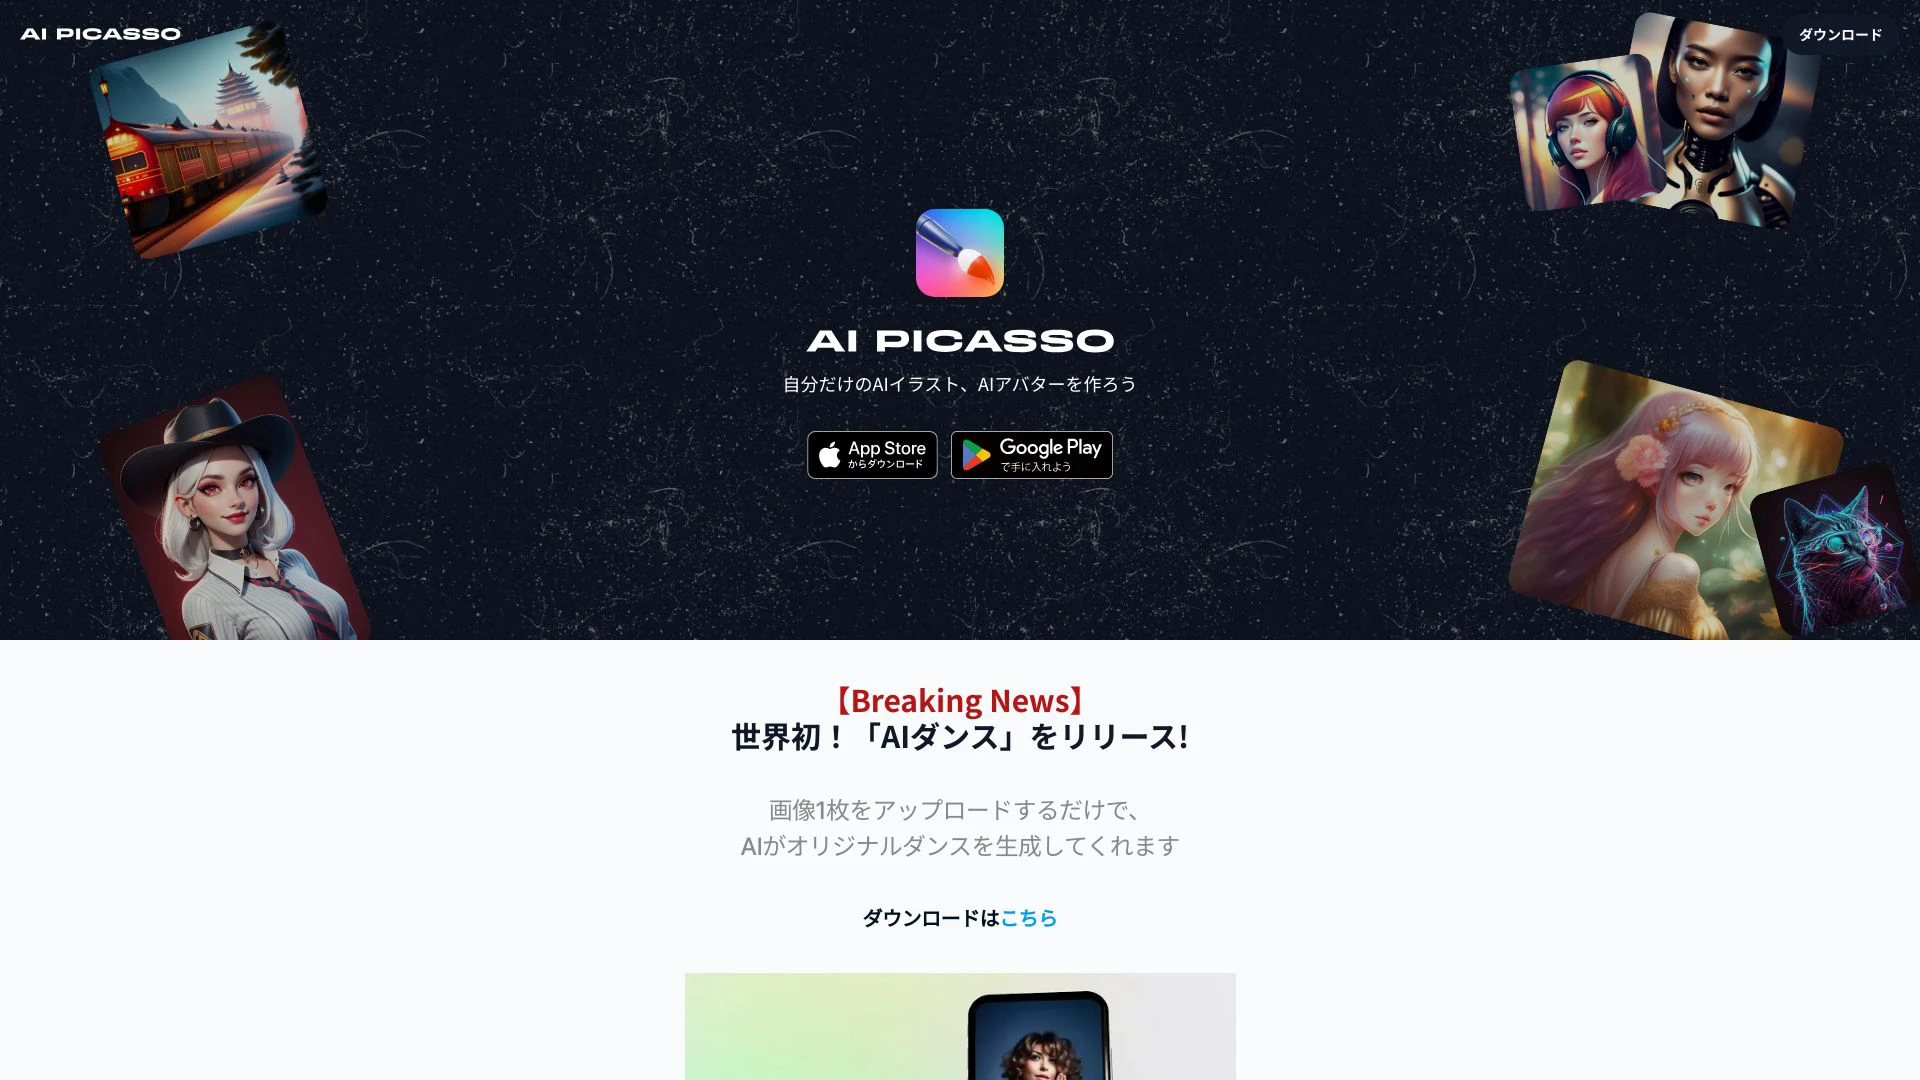 AI PICASSO
ダウンロード
AI PICASSO
自分だけのAIイラスト、AIアバターを作ろう
App Store
からダウンロード
Google Play
で手に入れよう
【Breaking News】
世界初！「AIダンス」をリリース!
画像1枚をアップロードするだけで、
AIがオリジナルダンスを生成してくれます
ダウンロードはこちら